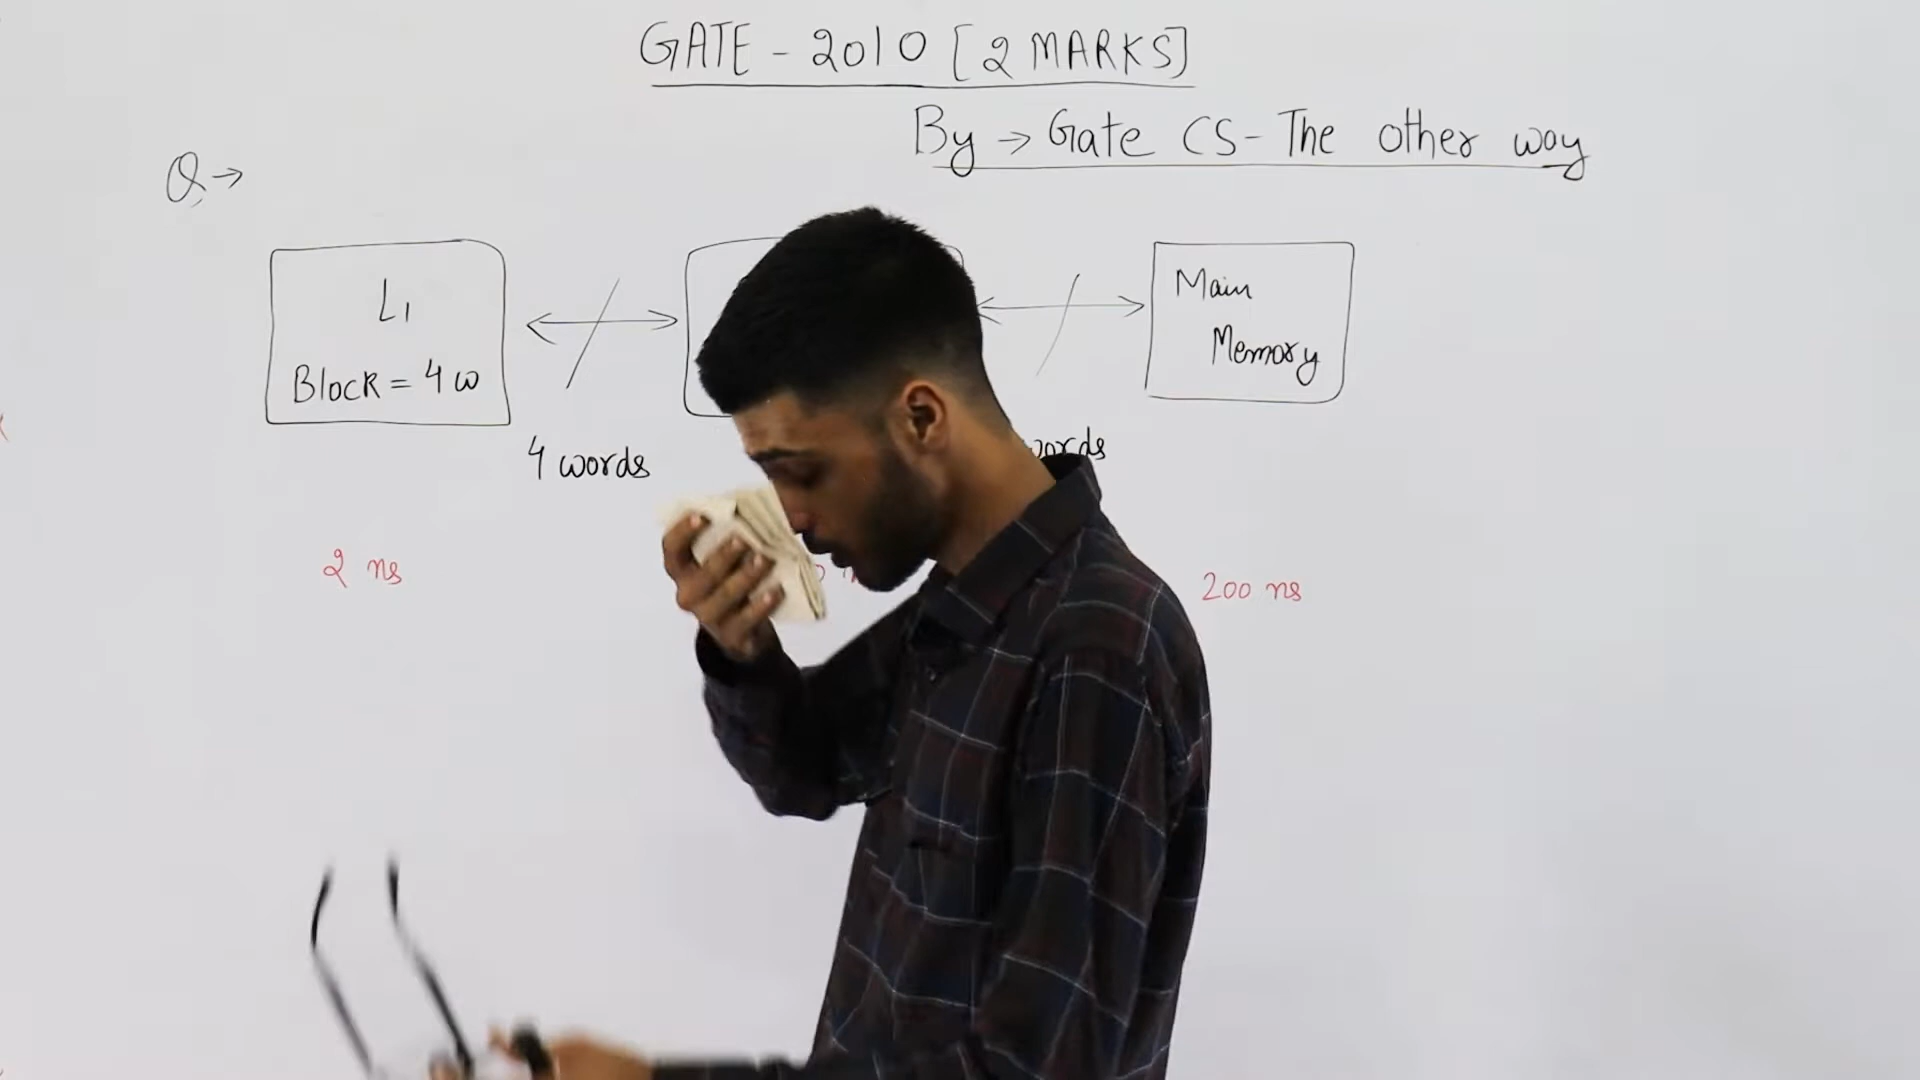 GATE - 2010 [2 MARKS]
By → Gate CS - The other way
Q →
L1
Block = 4 w
Main
Memory
4 words
2 ns
200 ns